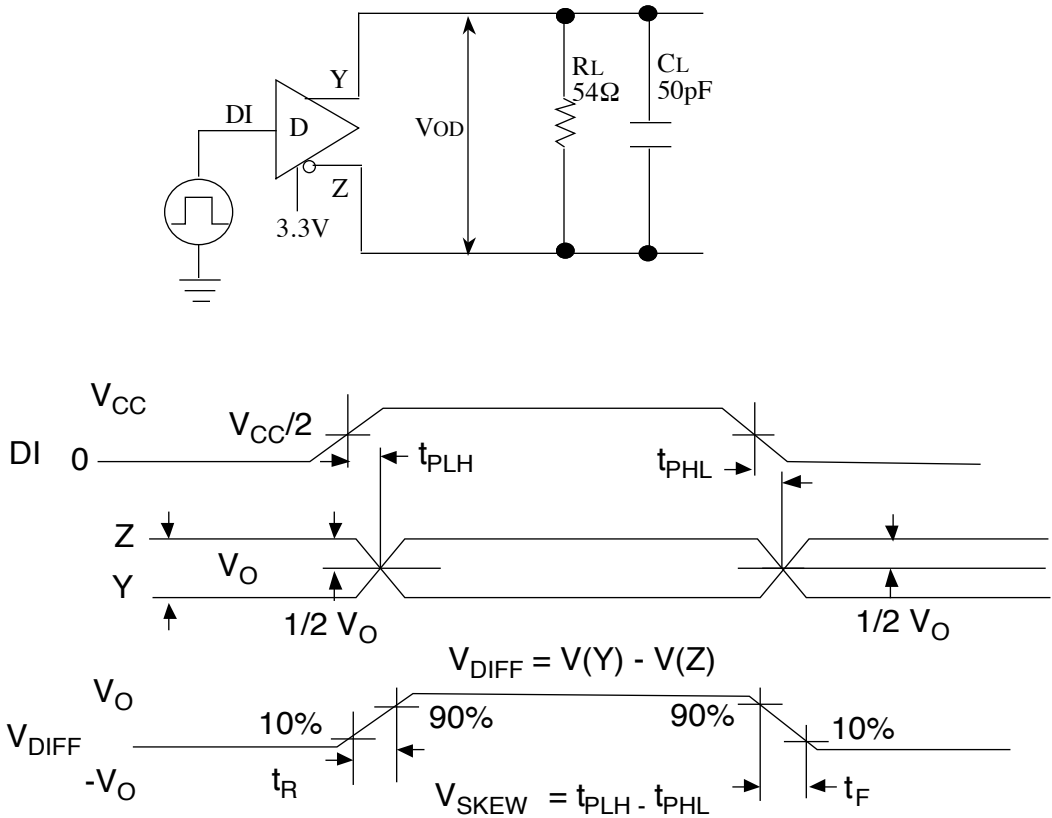 Y
RL
54Ω
CL
50pF
DI
D
VOD
Z
3.3V
VCC
VCC/2
DI 0
tPLH
tPHL
Z
VO
Y
1/2 VO
1/2 VO
VDIFF = V(Y) - V(Z)
VO
10%
90%
90%
10%
VDIFF
-VO
tR
tF
VSKEW = tPLH - tPHL